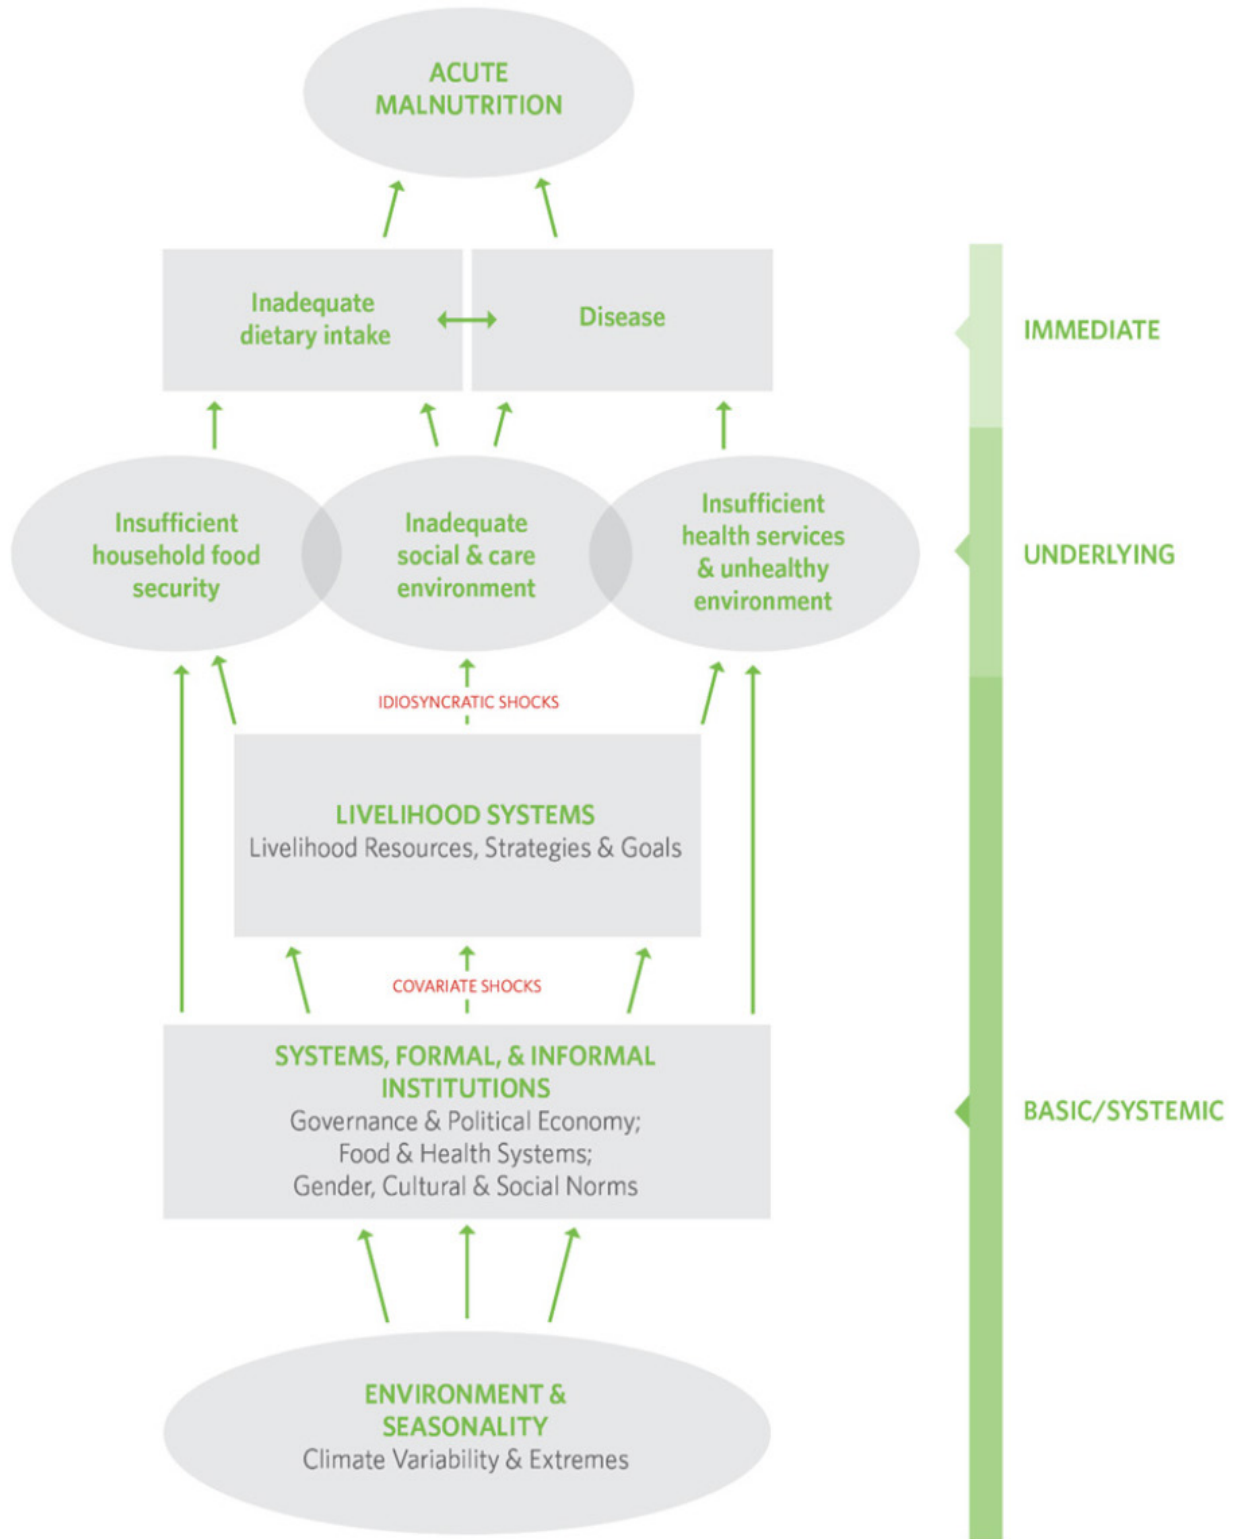 ACUTE
MALNUTRITION
Inadequate
dietary intake
Disease
IMMEDIATE
Insufficient
household food
security
Inadequate
social & care
environment
Insufficient
health services
& unhealthy
environment
UNDERLYING
IDIOSYNCRATIC SHOCKS
LIVELIHOOD SYSTEMS
Livelihood Resources, Strategies & Goals
COVARIATE SHOCKS
SYSTEMS, FORMAL, & INFORMAL
INSTITUTIONS
Governance & Political Economy;
Food & Health Systems;
Gender, Cultural & Social Norms
BASIC/SYSTEMIC
ENVIRONMENT &
SEASONALITY
Climate Variability & Extremes